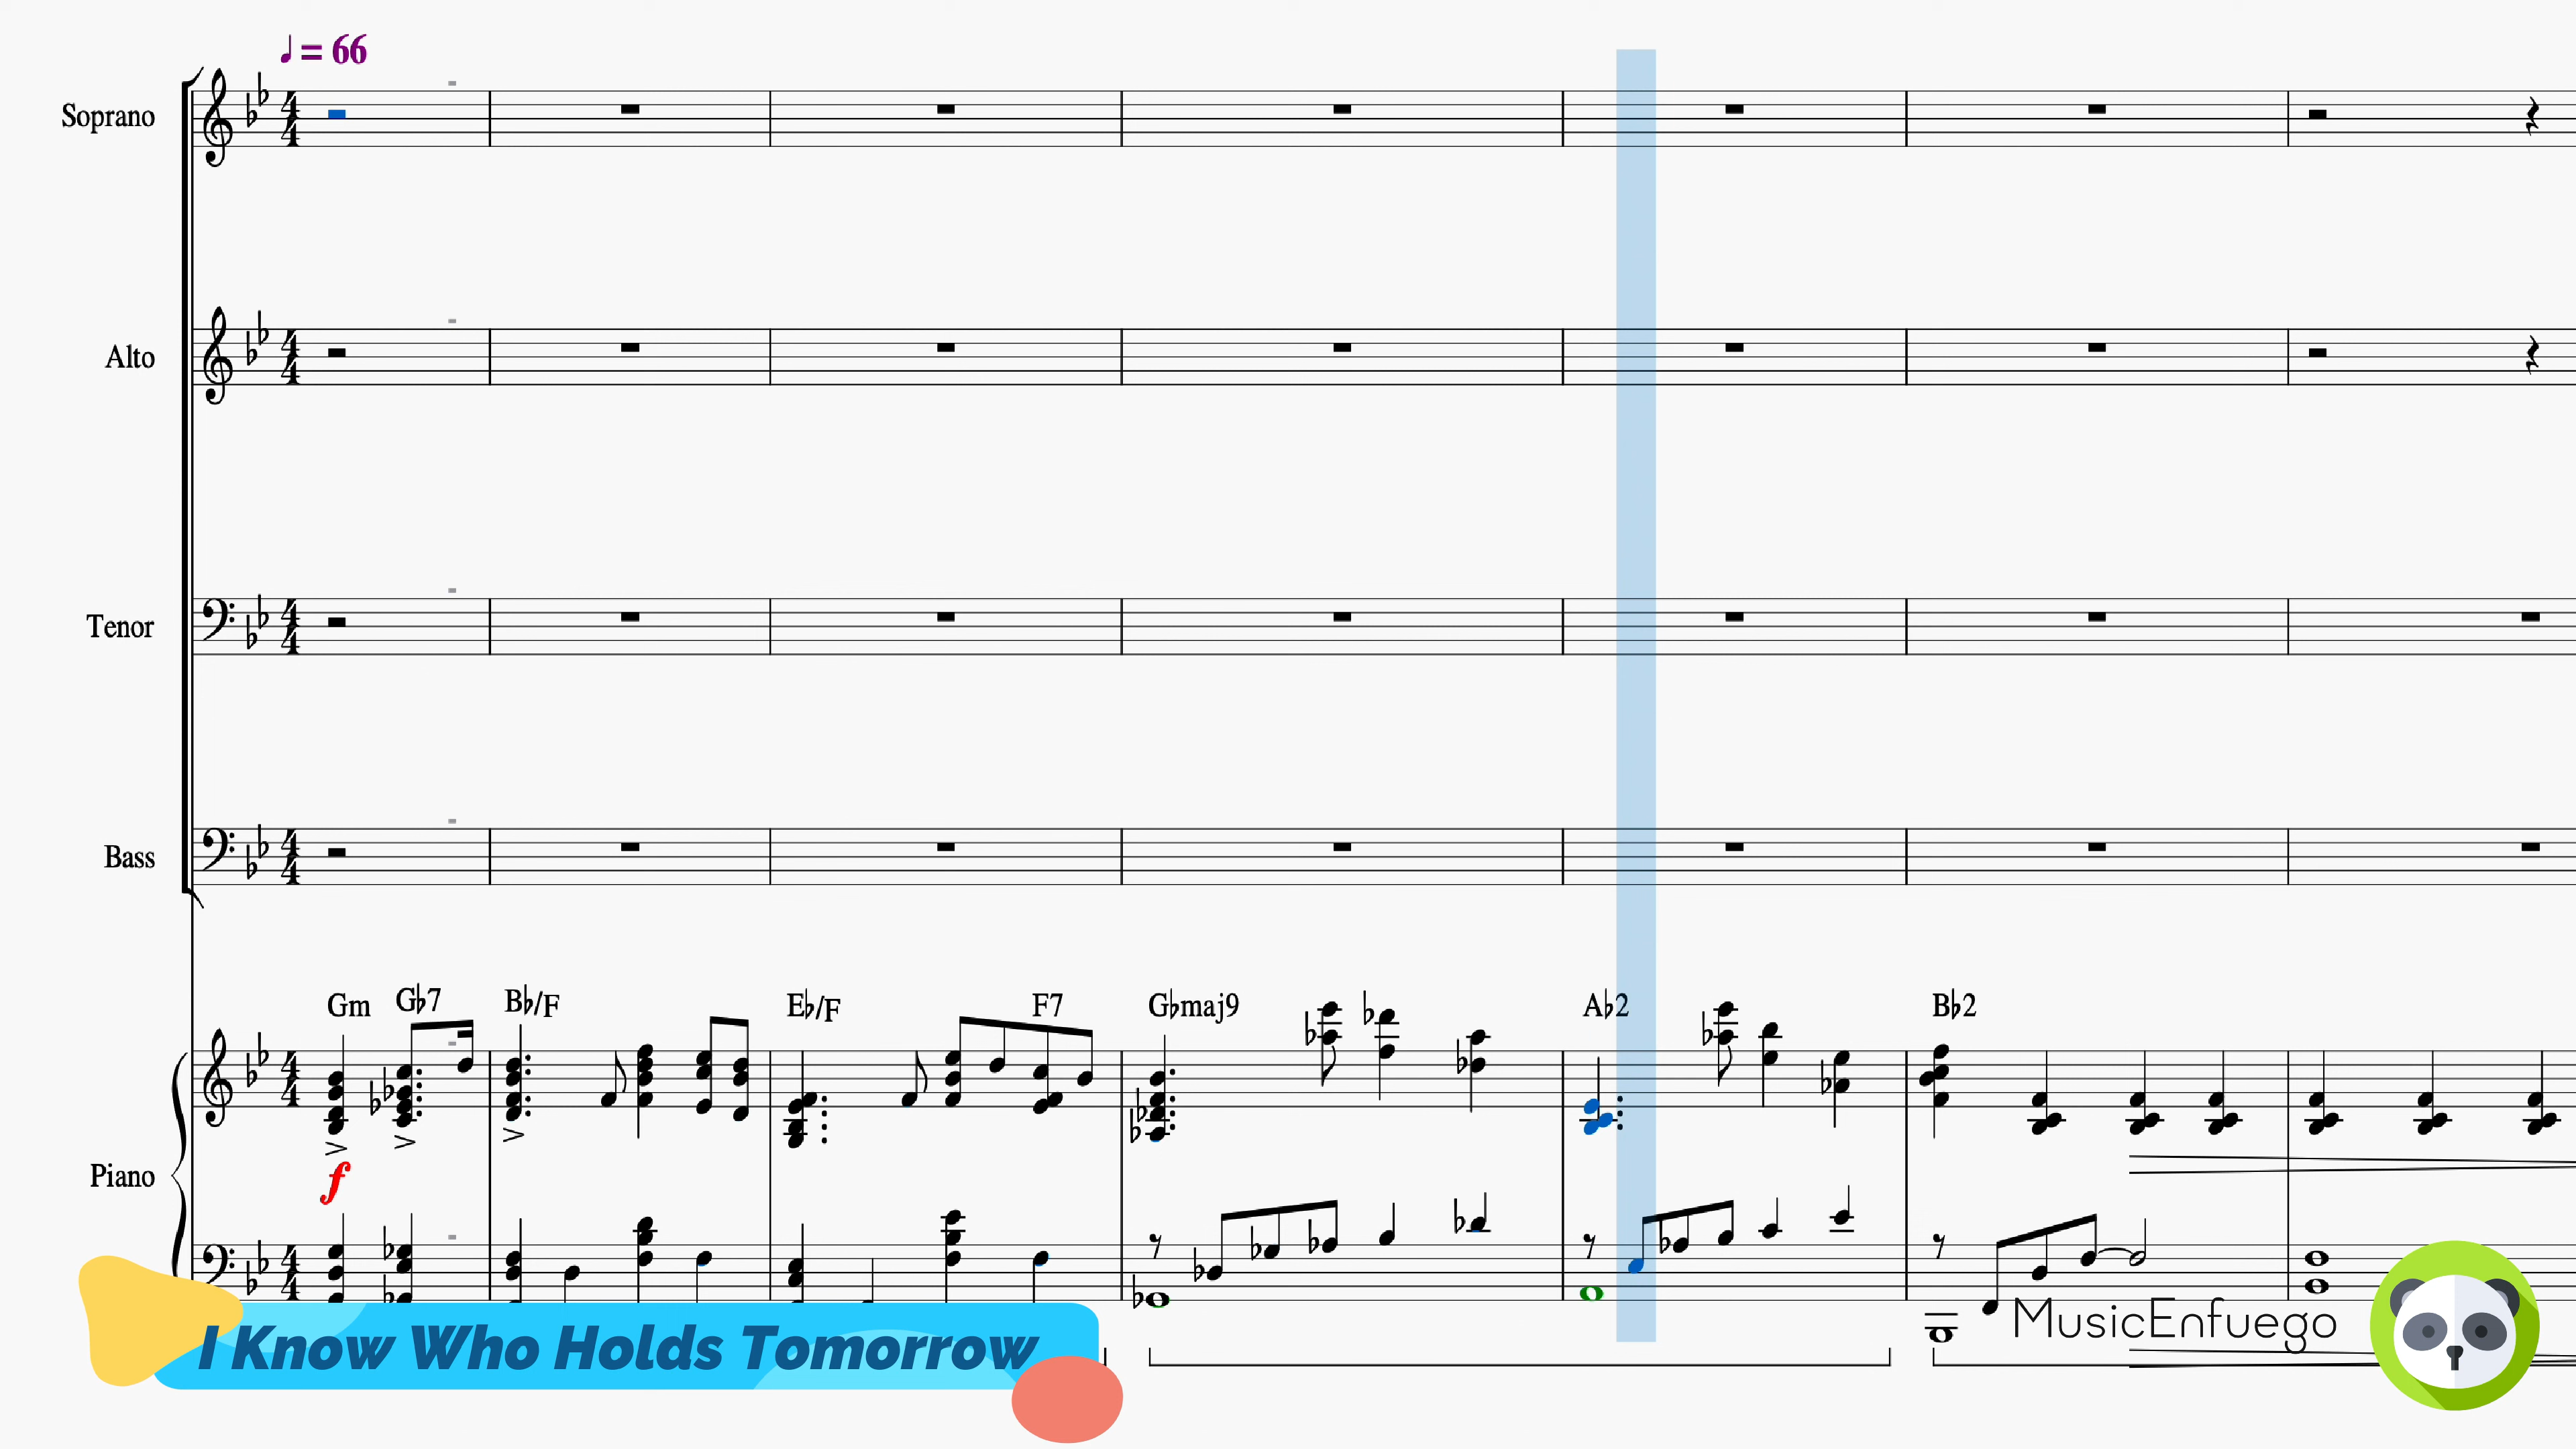 ♩ = 66
Soprano
Alto
Tenor
Bass
Gm G♭7 B♭/F E♭/F F7 G♭maj9 A♭2 B♭2
Piano
f
I Know Who Holds Tomorrow
MusicEnfuego